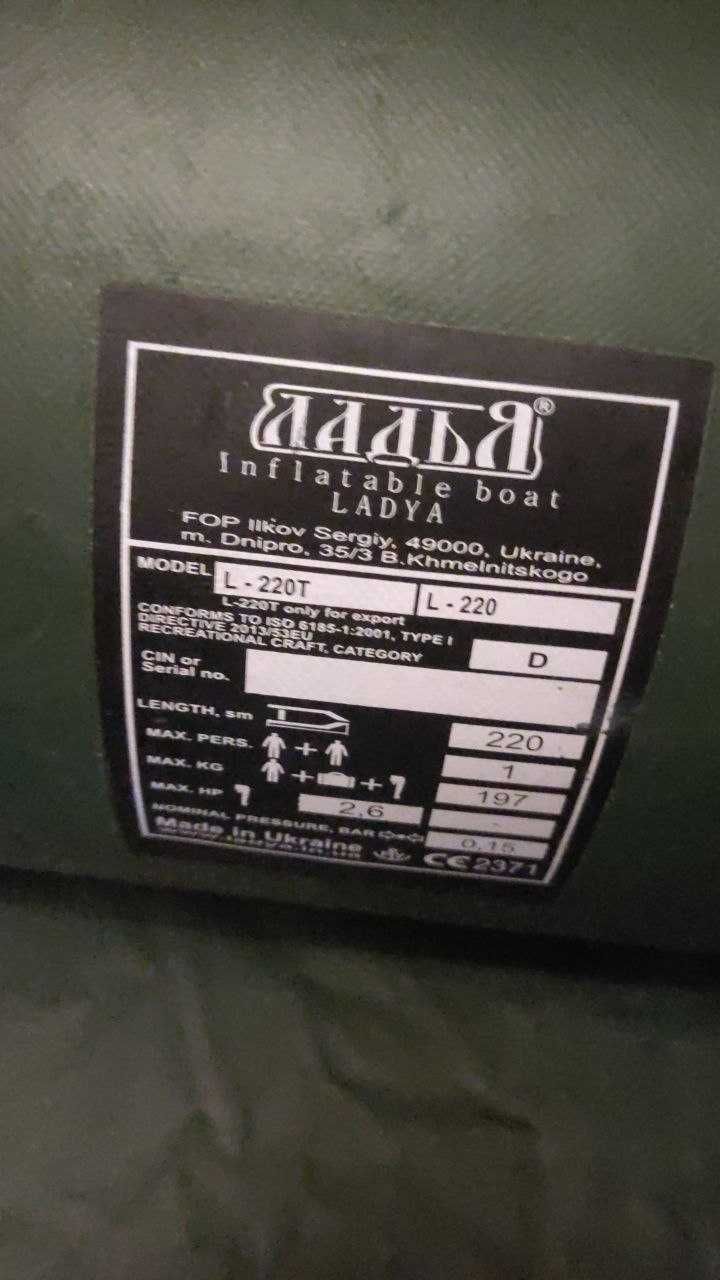 ЛАДЬЯ®
Inflatable boat
LADYA
FOP Ilkov Sergiy, 49000, Ukraine,
m. Dnipro, 35/3 B.Khmelnitskogo
MODEL L - 220T L - 220
L-220T only for export
CONFORMS TO ISO 6185-1:2001, TYPE I
DIRECTIVE 2013/53EU
RECREATIONAL CRAFT, CATEGORY D
CIN or
Serial no.
LENGTH, sm 220
MAX. PERS. + 1
MAX. KG + + 197
MAX. HP 2,6 -
NOMINAL PRESSURE, BAR 0,15
Made in Ukraine
CE2371